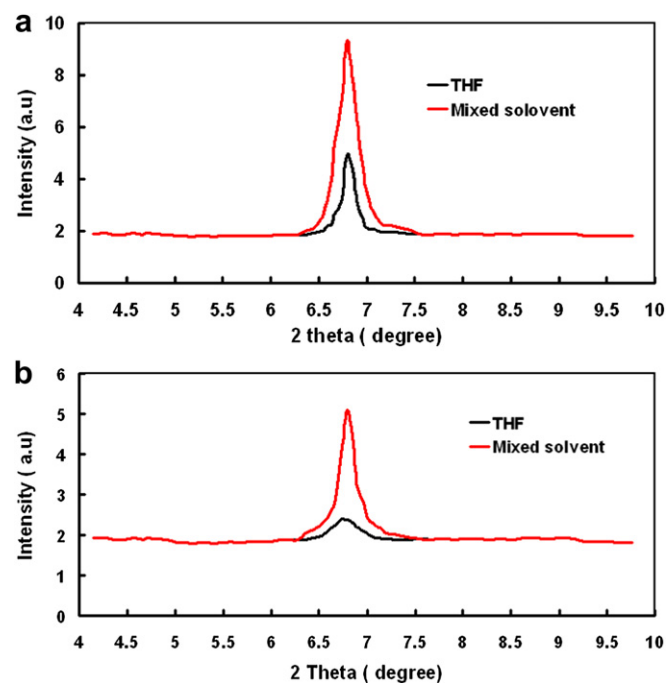 a
10
8
6
4
2
0
Intensity (a.u)
THF
Mixed solovent
4 4.5 5 5.5 6 6.5 7 7.5 8 8.5 9 9.5 10
2 theta ( degree)
b
6
5
4
3
2
1
0
Intensity ( a.u)
THF
Mixed solvent
4 4.5 5 5.5 6 6.5 7 7.5 8 8.5 9 9.5 10
2 Theta ( degree)